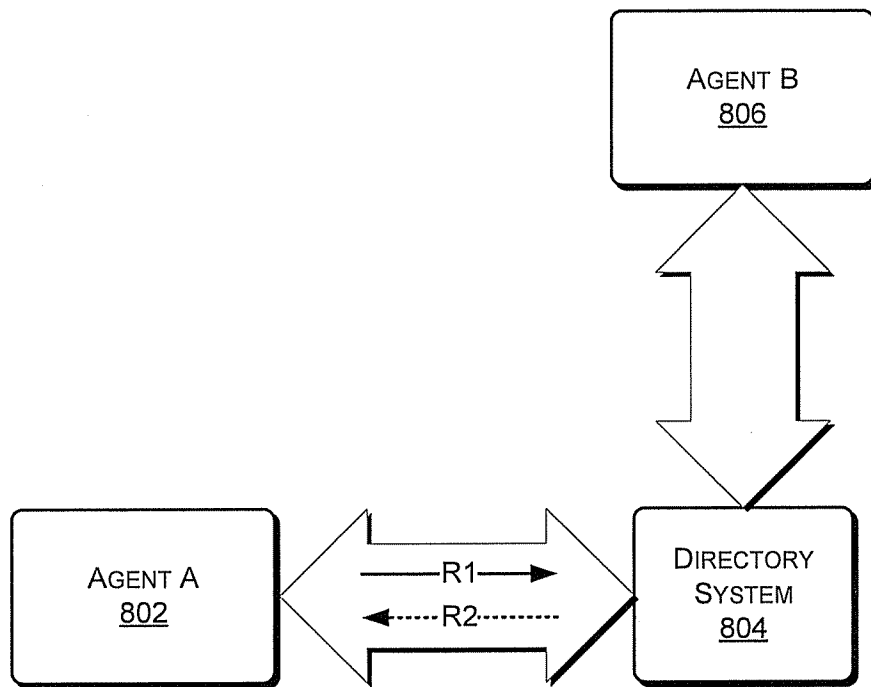 AGENT B
806
AGENT A
802
R1
R2
DIRECTORY
SYSTEM
804